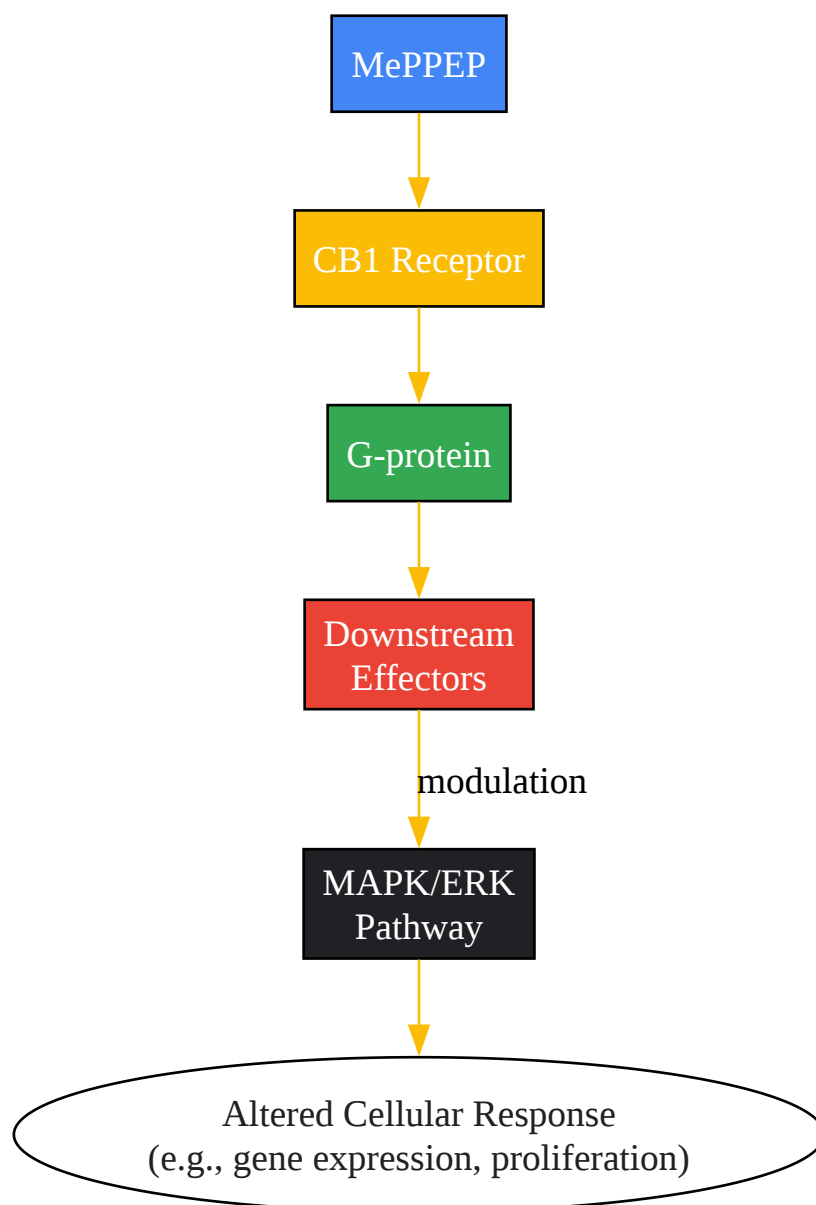 MePPEP
CB1 Receptor
G-protein
Downstream
Effectors
modulation
MAPK/ERK
Pathway
Altered Cellular Response
(e.g., gene expression, proliferation)